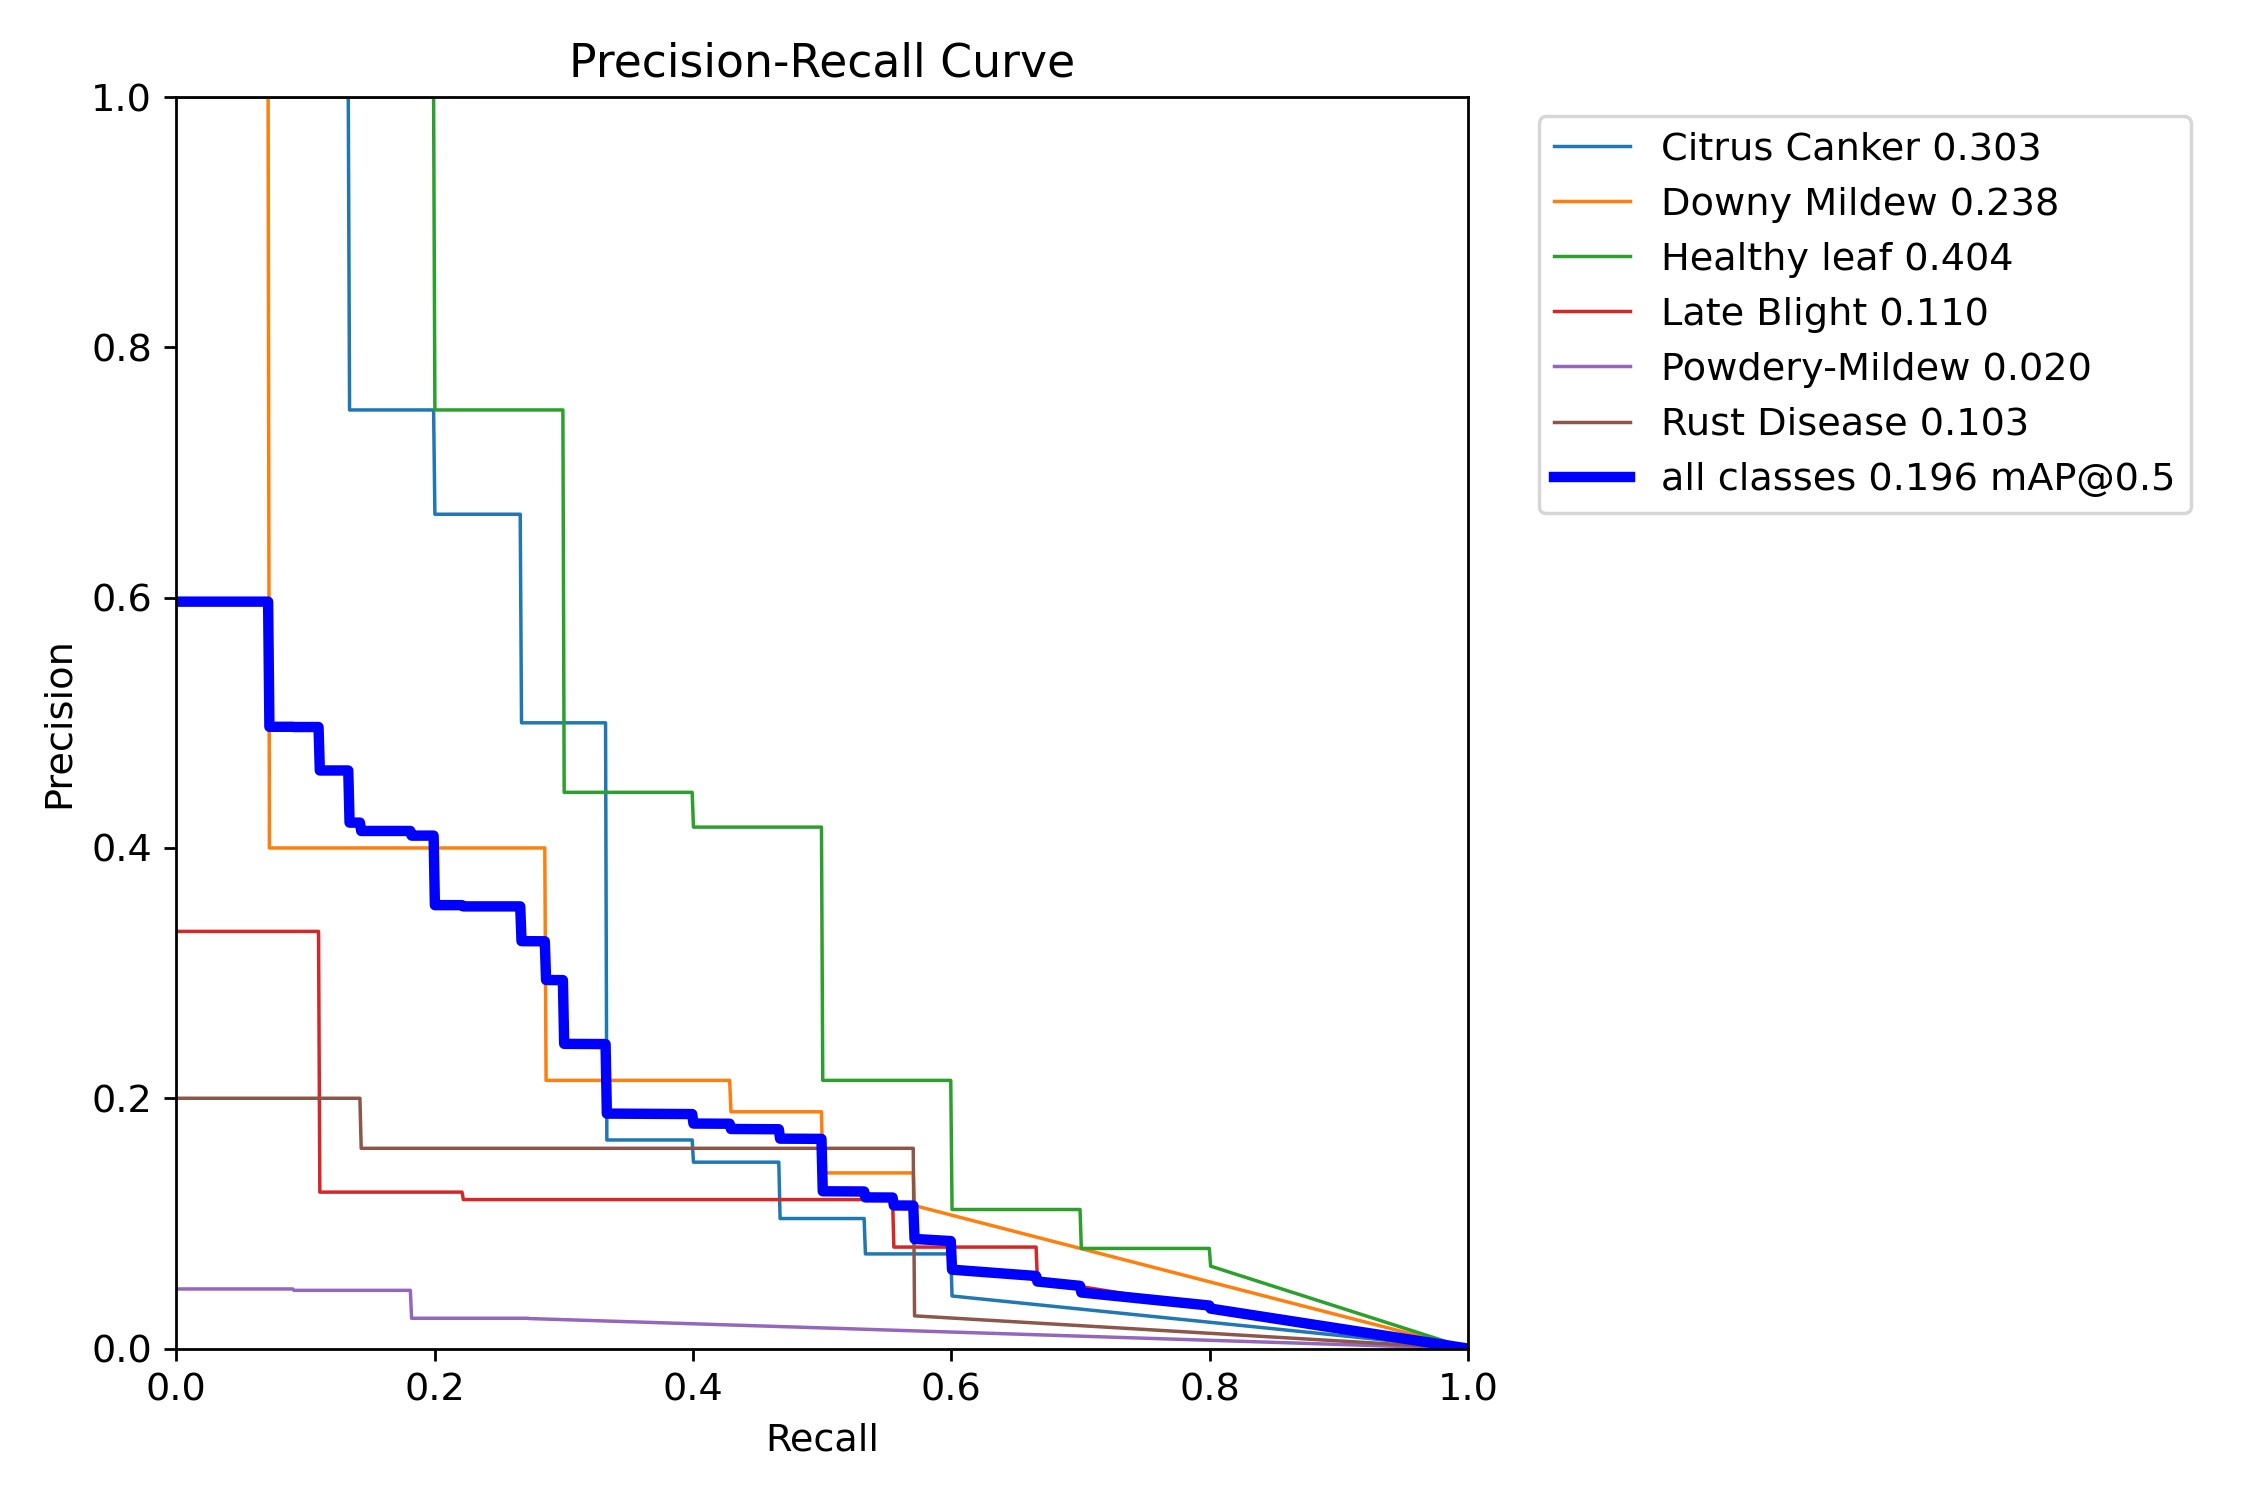 Precision-Recall Curve
1.0
0.8
0.6
0.4
0.2
0.0
Precision
0.0 0.2 0.4 0.6 0.8 1.0
Recall
Citrus Canker 0.303
Downy Mildew 0.238
Healthy leaf 0.404
Late Blight 0.110
Powdery-Mildew 0.020
Rust Disease 0.103
all classes 0.196 mAP@0.5